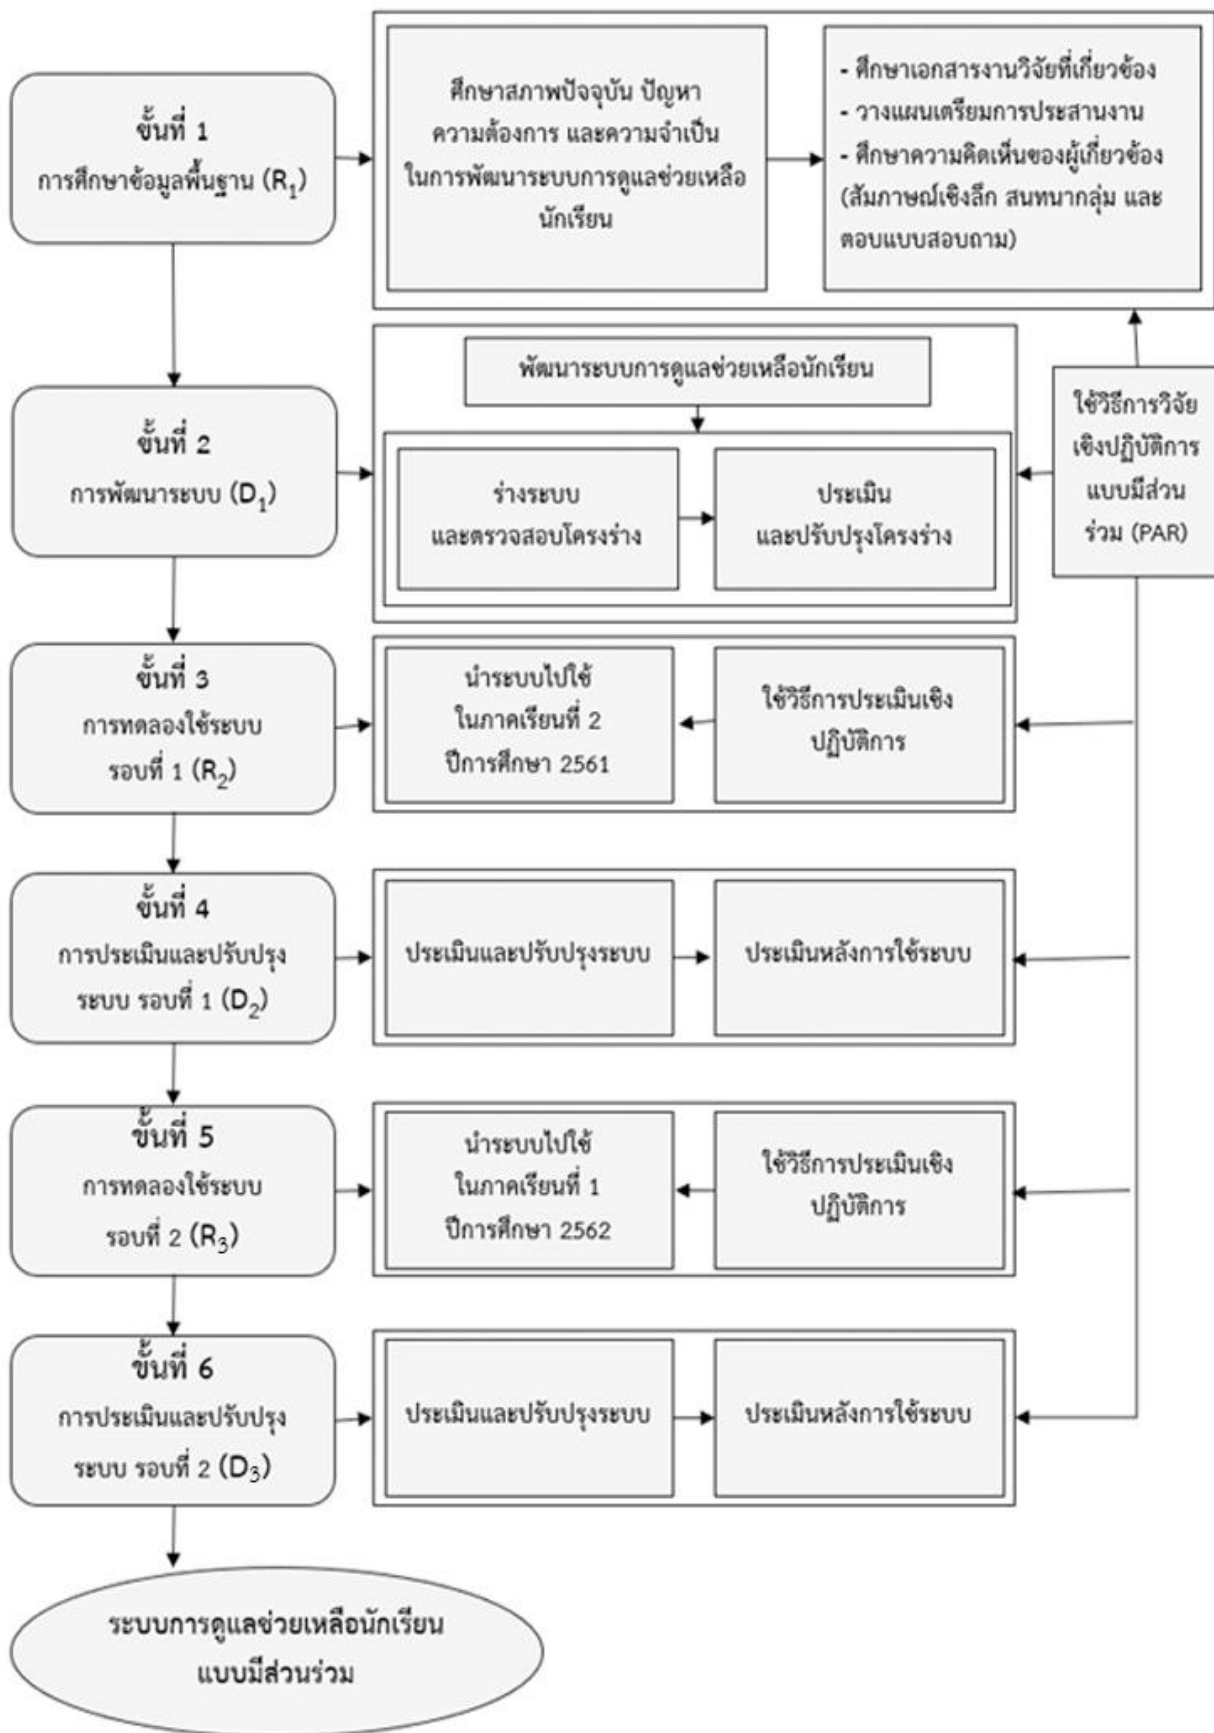 ขั้นที่ 1
การศึกษาข้อมูลพื้นฐาน (R₁)
ศึกษาสภาพปัจจุบัน ปัญหา
ความต้องการ และความจำเป็น
ในการพัฒนาระบบการดูแลช่วยเหลือ
นักเรียน
- ศึกษาเอกสารงานวิจัยที่เกี่ยวข้อง
- วางแผนเตรียมการประสานงาน
- ศึกษาความคิดเห็นของผู้เกี่ยวข้อง
(สัมภาษณ์เชิงลึก สนทนากลุ่ม และ
ตอบแบบสอบถาม)
ขั้นที่ 2
การพัฒนาระบบ (D₁)
พัฒนาระบบการดูแลช่วยเหลือนักเรียน
ร่างระบบ
และตรวจสอบโครงร่าง
ประเมิน
และปรับปรุงโครงร่าง
ใช้วิธีการวิจัย
เชิงปฏิบัติการ
แบบมีส่วน
ร่วม (PAR)
ขั้นที่ 3
การทดลองใช้ระบบ
รอบที่ 1 (R₂)
นำระบบไปใช้
ในภาคเรียนที่ 2
ปีการศึกษา 2561
ใช้วิธีการประเมินเชิง
ปฏิบัติการ
ขั้นที่ 4
การประเมินและปรับปรุง
ระบบ รอบที่ 1 (D₂)
ประเมินและปรับปรุงระบบ
ประเมินหลังการใช้ระบบ
ขั้นที่ 5
การทดลองใช้ระบบ
รอบที่ 2 (R₃)
นำระบบไปใช้
ในภาคเรียนที่ 1
ปีการศึกษา 2562
ใช้วิธีการประเมินเชิง
ปฏิบัติการ
ขั้นที่ 6
การประเมินและปรับปรุง
ระบบ รอบที่ 2 (D₃)
ประเมินและปรับปรุงระบบ
ประเมินหลังการใช้ระบบ
ระบบการดูแลช่วยเหลือนักเรียน
แบบมีส่วนร่วม